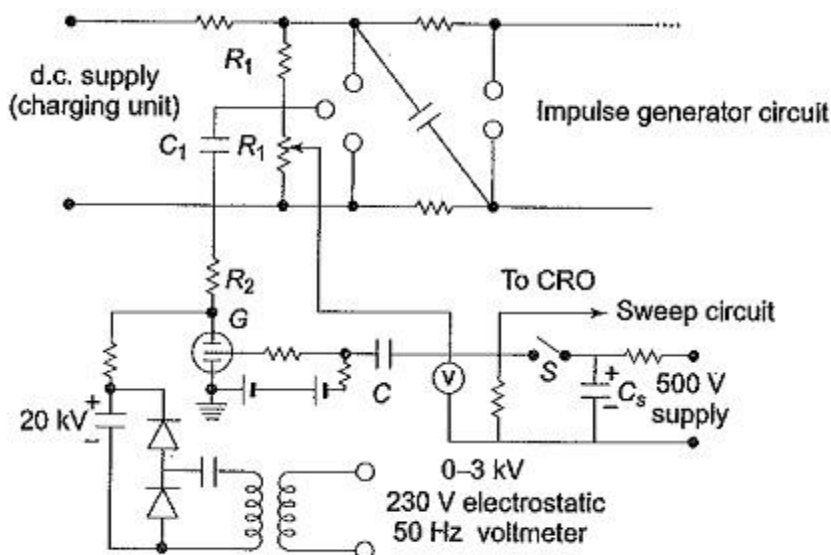 R1
d.c. supply
(charging unit)
Impulse generator circuit
C1
R1
R2
To CRO
G
Sweep circuit
S
C
V
+
Cs
–
500 V
supply
20 kV
+
–
0–3 kV
230 V electrostatic
50 Hz voltmeter